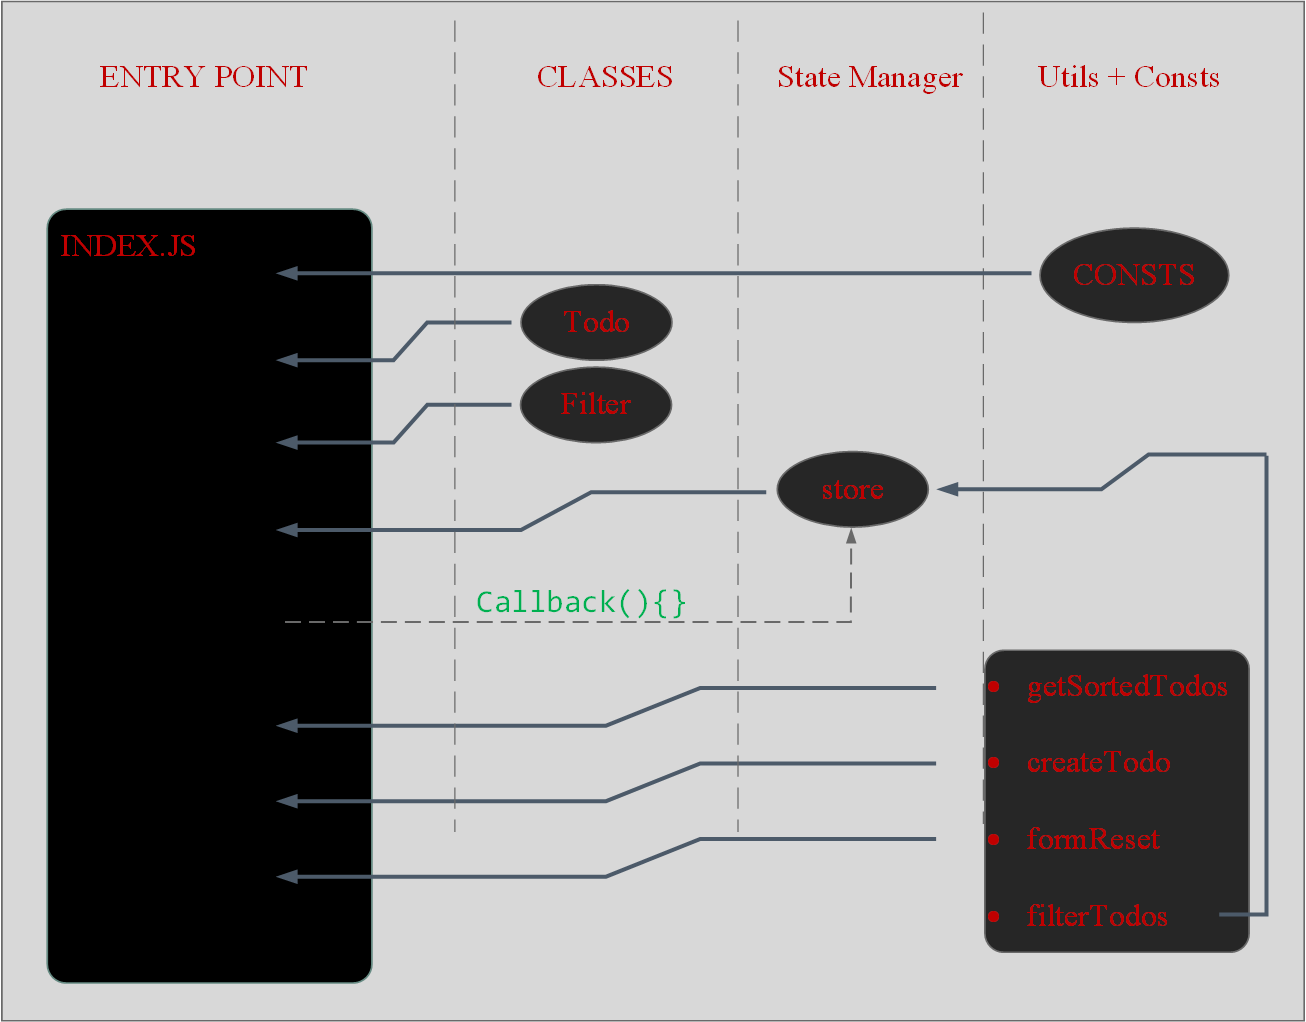 ENTRY POINT
CLASSES
State Manager
Utils + Consts
INDEX.JS
CONSTS
Todo
Filter
store
Callback(){}
• getSortedTodos
• createTodo
• formReset
• filterTodos